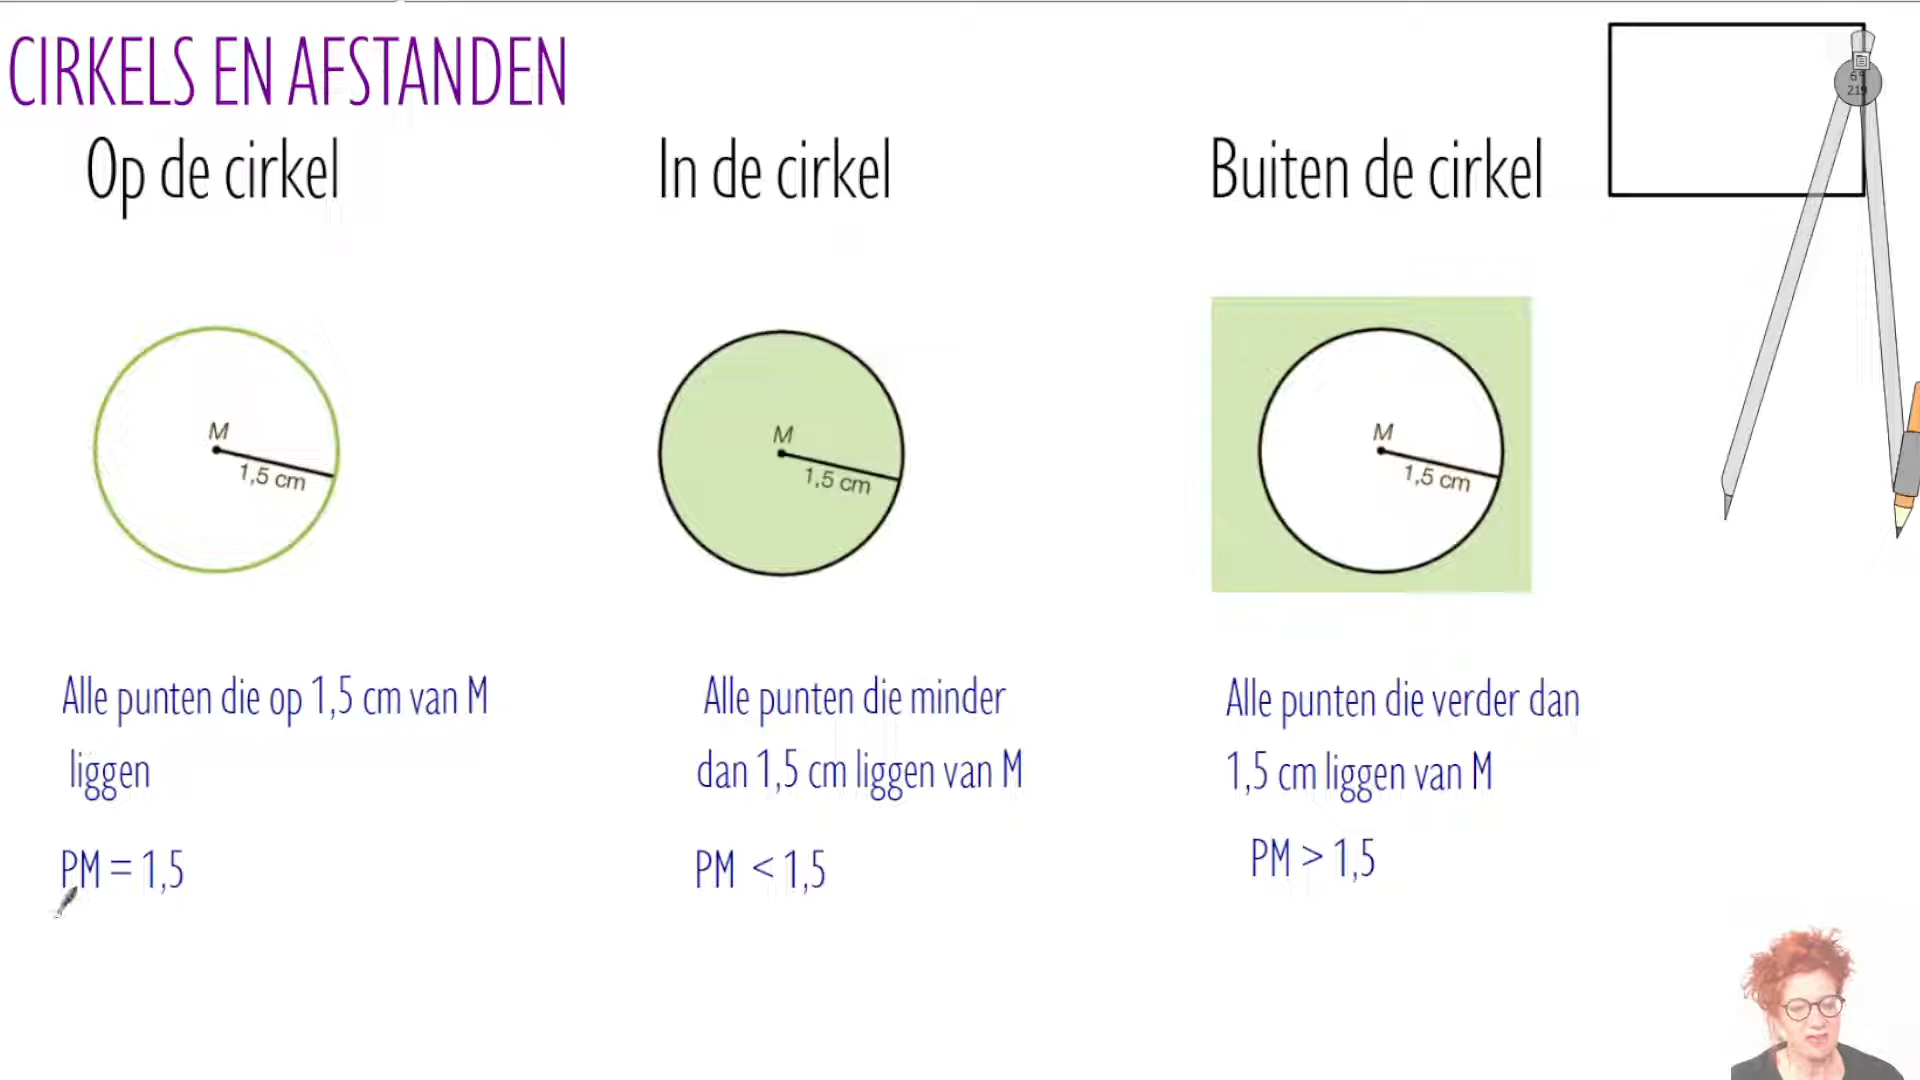 CIRKELS EN AFSTANDEN
Op de cirkel
In de cirkel
Buiten de cirkel
M
1,5 cm
M
1,5 cm
M
1,5 cm
Alle punten die op 1,5 cm van M
liggen
PM = 1,5
Alle punten die minder
dan 1,5 cm liggen van M
PM < 1,5
Alle punten die verder dan
1,5 cm liggen van M
PM > 1,5